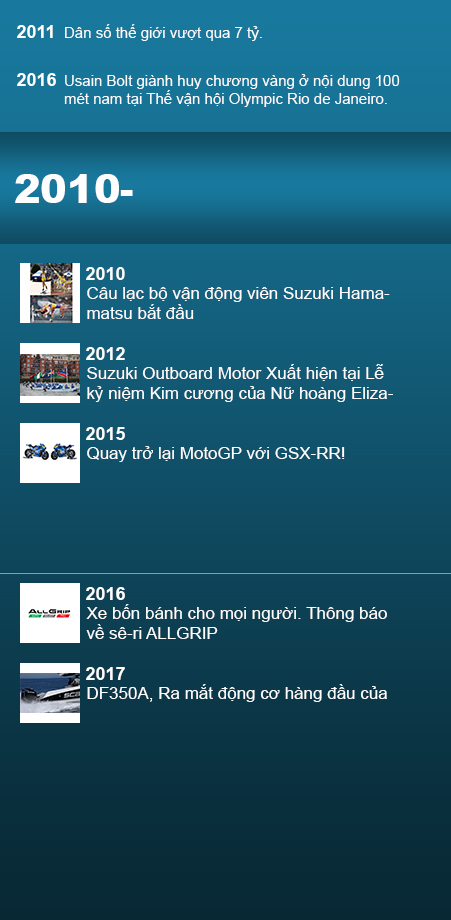 2011 Dân số thế giới vượt qua 7 tỷ.
2016 Usain Bolt giành huy chương vàng ở nội dung 100
mét nam tại Thế vận hội Olympic Rio de Janeiro.
2010-
2010
Câu lạc bộ vận động viên Suzuki Hama-
matsu bắt đầu
2012
Suzuki Outboard Motor Xuất hiện tại Lễ
kỷ niệm Kim cương của Nữ hoàng Eliza-
2015
Quay trở lại MotoGP với GSX-RR!
ALLGRIP
2016
Xe bốn bánh cho mọi người. Thông báo
về sê-ri ALLGRIP
2017
DF350A, Ra mắt động cơ hàng đầu của